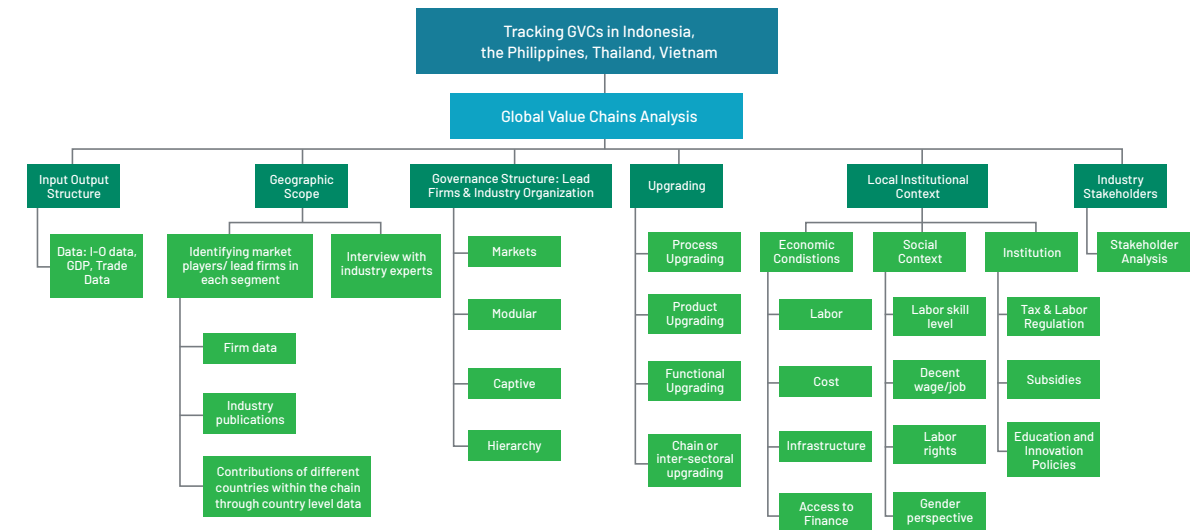 Tracking GVCs in Indonesia,
the Philippines, Thailand, Vietnam
Global Value Chains Analysis
Input Output
Structure
Geographic
Scope
Governance Structure: Lead
Firms & Industry Organization
Upgrading
Local Institutional
Context
Industry
Stakeholders
Data: I-O data,
GDP, Trade
Data
Identifying market
players/ lead firms in
each segment
Interview with
industry experts
Markets
Process
Upgrading
Economic
Condistions
Social
Context
Institution
Stakeholder
Analysis
Firm data
Modular
Product
Upgrading
Labor
Labor skill
level
Tax & Labor
Regulation
Industry
publications
Captive
Functional
Upgrading
Cost
Decent
wage/job
Subsidies
Contributions of different
countries within the chain
through country level data
Hierarchy
Chain or
inter-sectoral
upgrading
Infrastructure
Labor
rights
Education and
Innovation
Policies
Access to
Finance
Gender
perspective